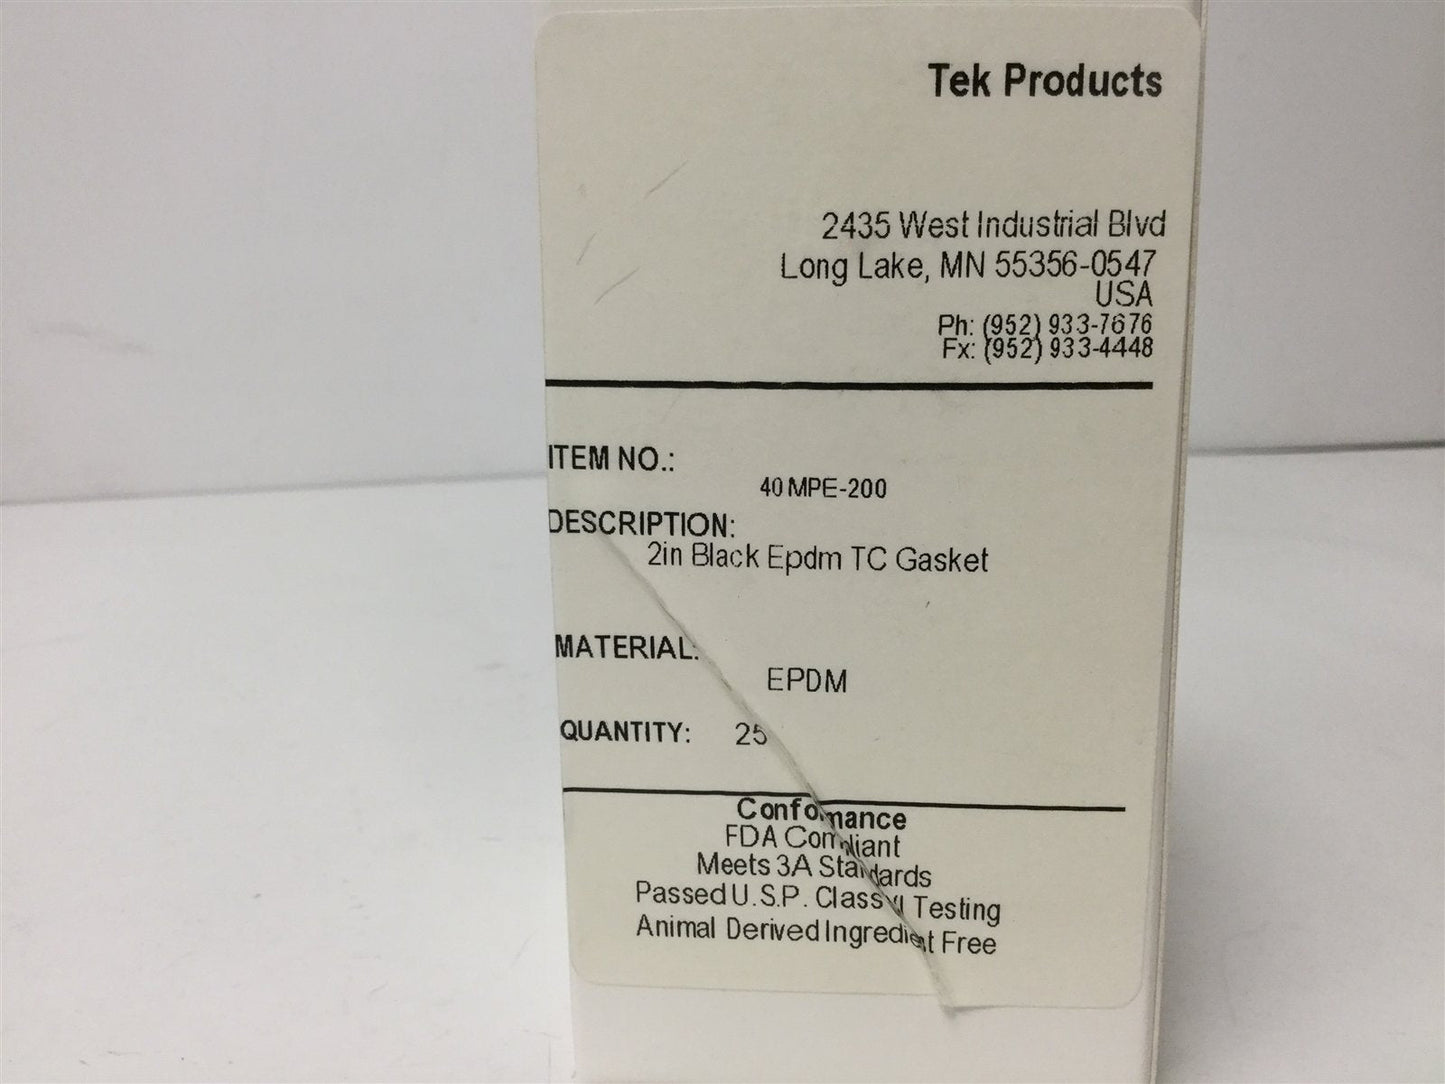 Tek Products
2435 West Industrial Blvd
Long Lake, MN 55356-0547
USA
Ph: (952) 933-7676
Fx: (952) 933-4448
ITEM NO.:
40MPE-200
DESCRIPTION:
2in Black Epdm TC Gasket
MATERIAL:
EPDM
QUANTITY: 25
Conformance
FDA Compliant
Meets 3A Standards
Passed U.S.P. Class VI Testing
Animal Derived Ingredient Free